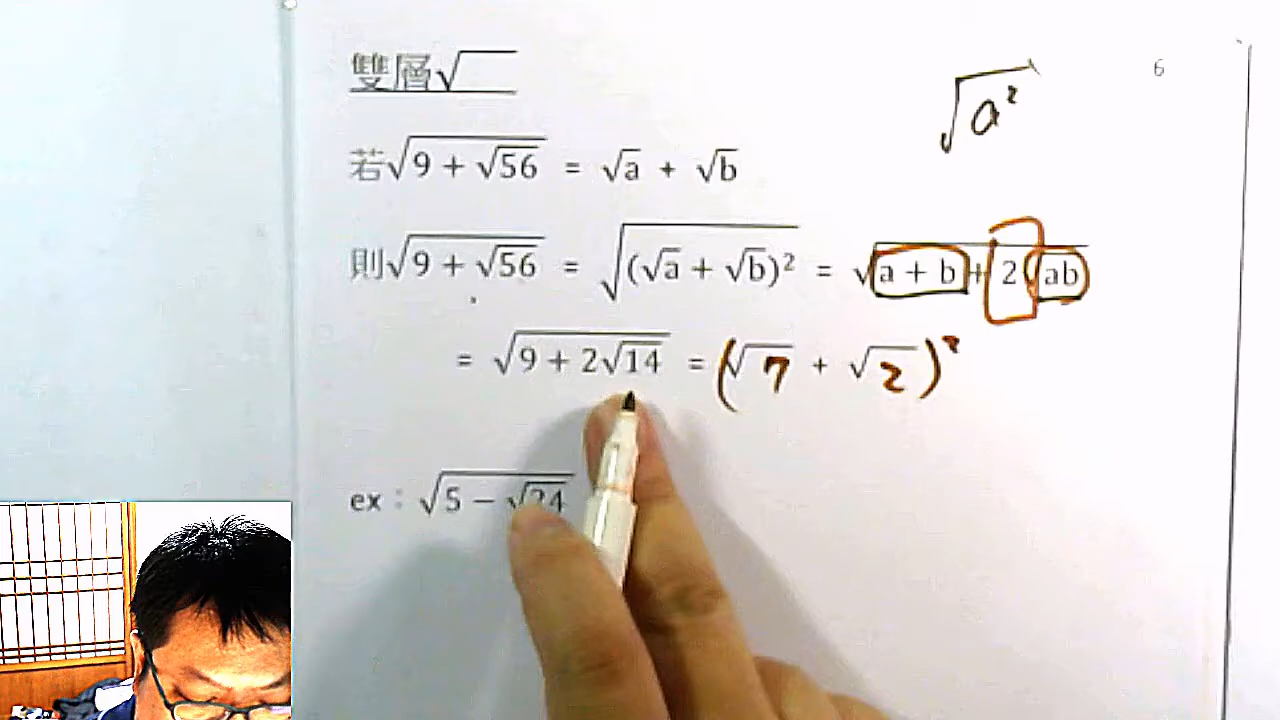 雙層√
6
√a²
若√(9 + √56) = √a + √b
則√(9 + √56) = √((√a + √b)²) = √(a + b + 2√ab)
= √(9 + 2√14) = (√7 + √2)²
ex：√(5 − √24)